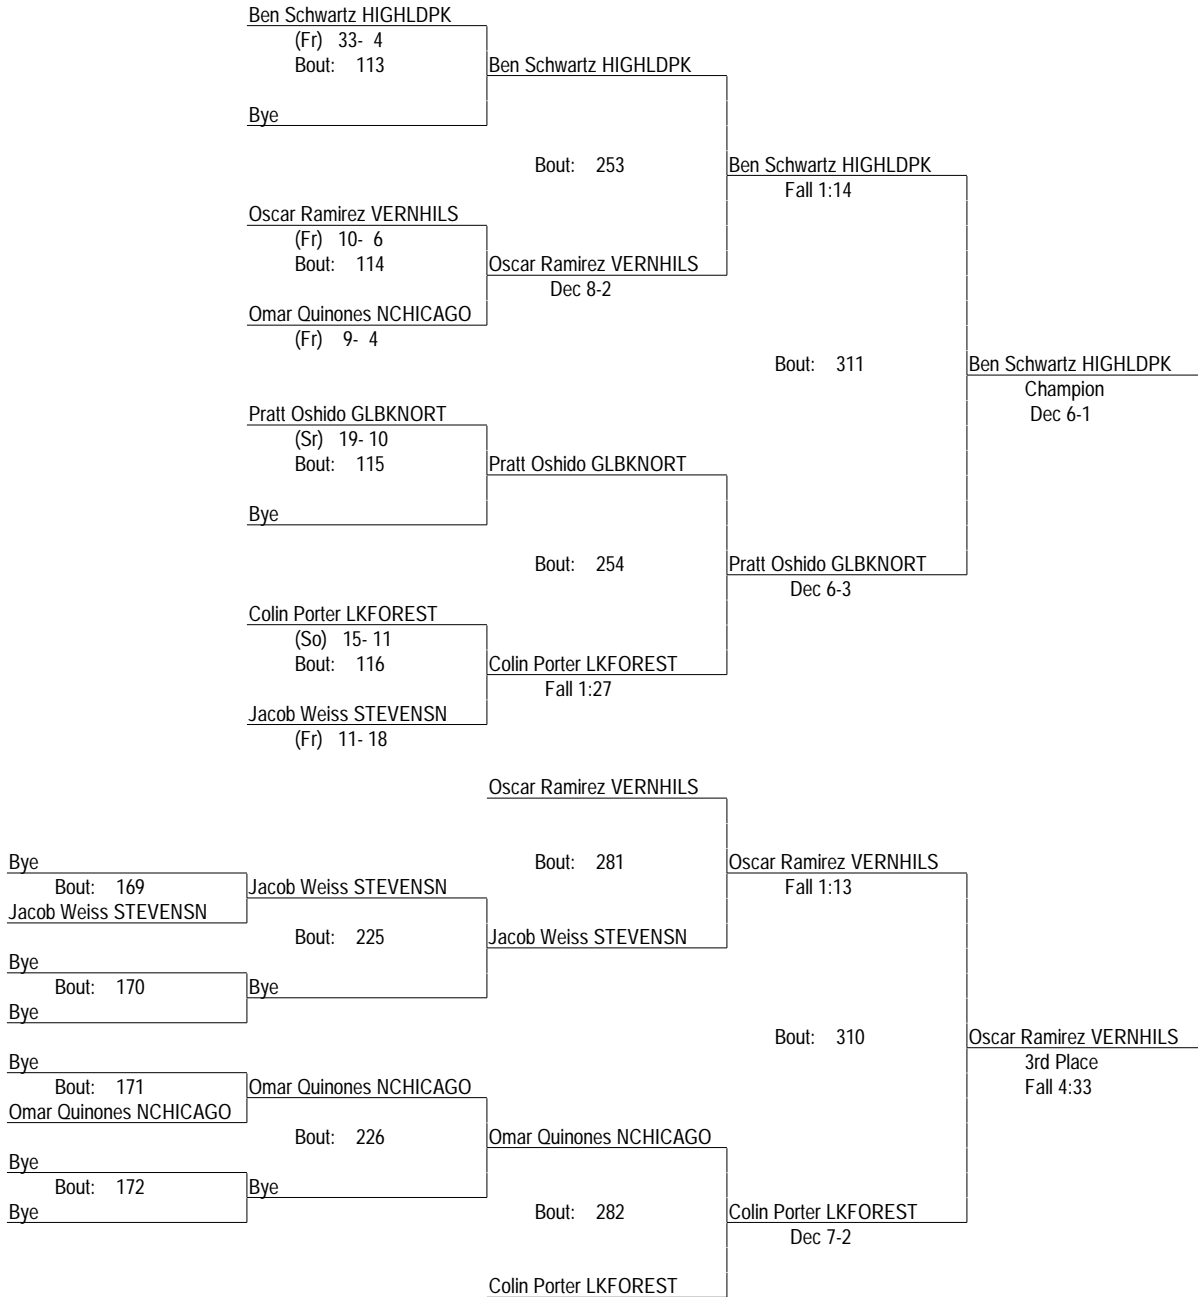 Ben Schwartz HIGHLDPK
(Fr) 33- 4
Bout: 113
Ben Schwartz HIGHLDPK
Bye
Bout: 253
Ben Schwartz HIGHLDPK
Fall 1:14
Oscar Ramirez VERNHILS
(Fr) 10- 6
Bout: 114
Oscar Ramirez VERNHILS
Dec 8-2
Omar Quinones NCHICAGO
(Fr) 9- 4
Bout: 311
Ben Schwartz HIGHLDPK
Champion
Dec 6-1
Pratt Oshido GLBKNORT
(Sr) 19- 10
Bout: 115
Pratt Oshido GLBKNORT
Bye
Bout: 254
Pratt Oshido GLBKNORT
Dec 6-3
Colin Porter LKFOREST
(So) 15- 11
Bout: 116
Colin Porter LKFOREST
Fall 1:27
Jacob Weiss STEVENSN
(Fr) 11- 18
Oscar Ramirez VERNHILS
Bout: 281
Oscar Ramirez VERNHILS
Fall 1:13
Bye
Bout: 169
Jacob Weiss STEVENSN
Jacob Weiss STEVENSN
Bout: 225
Jacob Weiss STEVENSN
Bye
Bout: 170
Bye
Bye
Bout: 310
Oscar Ramirez VERNHILS
3rd Place
Fall 4:33
Bye
Bout: 171
Omar Quinones NCHICAGO
Omar Quinones NCHICAGO
Bout: 226
Omar Quinones NCHICAGO
Bye
Bout: 172
Bye
Bye
Bout: 282
Colin Porter LKFOREST
Dec 7-2
Colin Porter LKFOREST